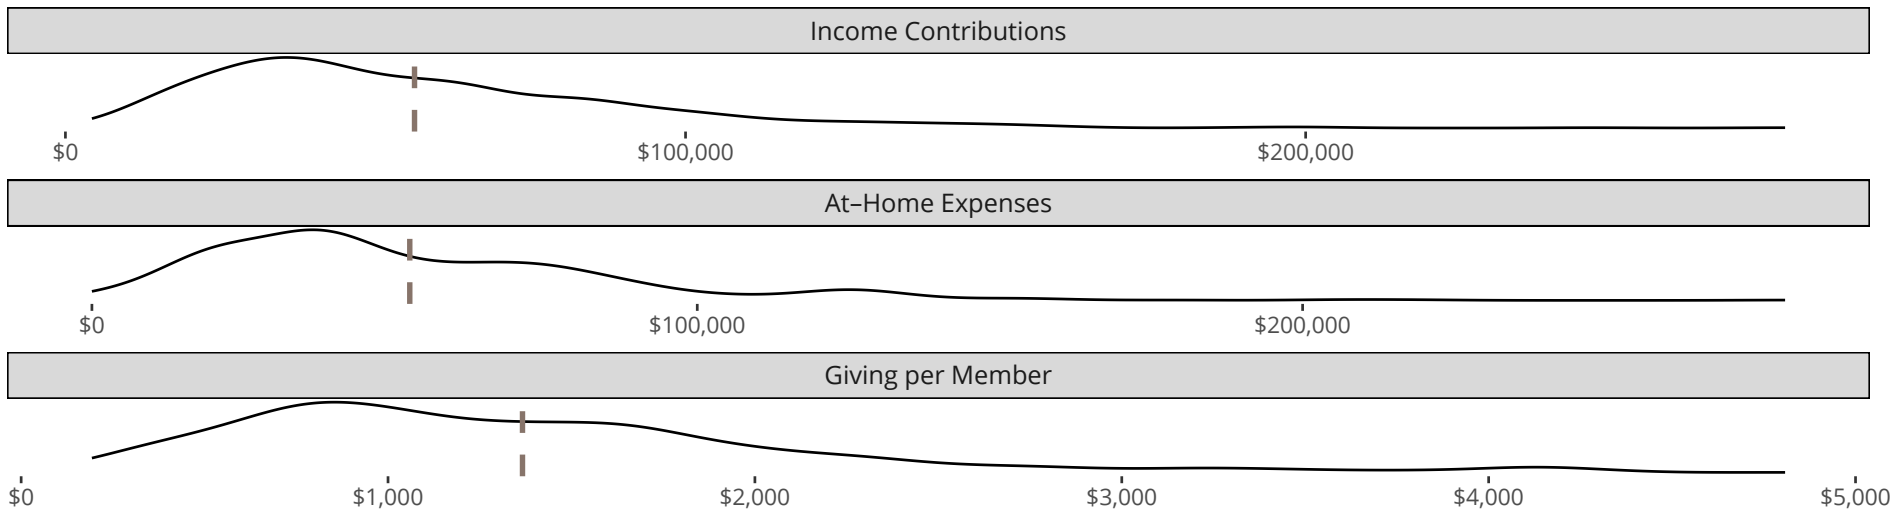 Income Contributions
$0 $100,000 $200,000
At–Home Expenses
$0 $100,000 $200,000
Giving per Member
$0 $1,000 $2,000 $3,000 $4,000 $5,000